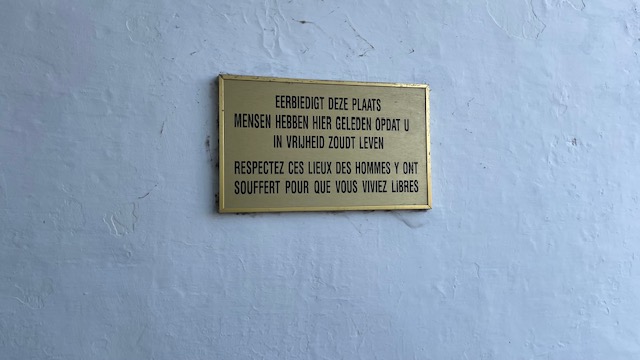 EERBIEDIGT DEZE PLAATS
MENSEN HEBBEN HIER GELEDEN OPDAT U
IN VRIJHEID ZOUDT LEVEN
RESPECTEZ CES LIEUX DES HOMMES Y ONT
SOUFFERT POUR QUE VOUS VIVIEZ LIBRES